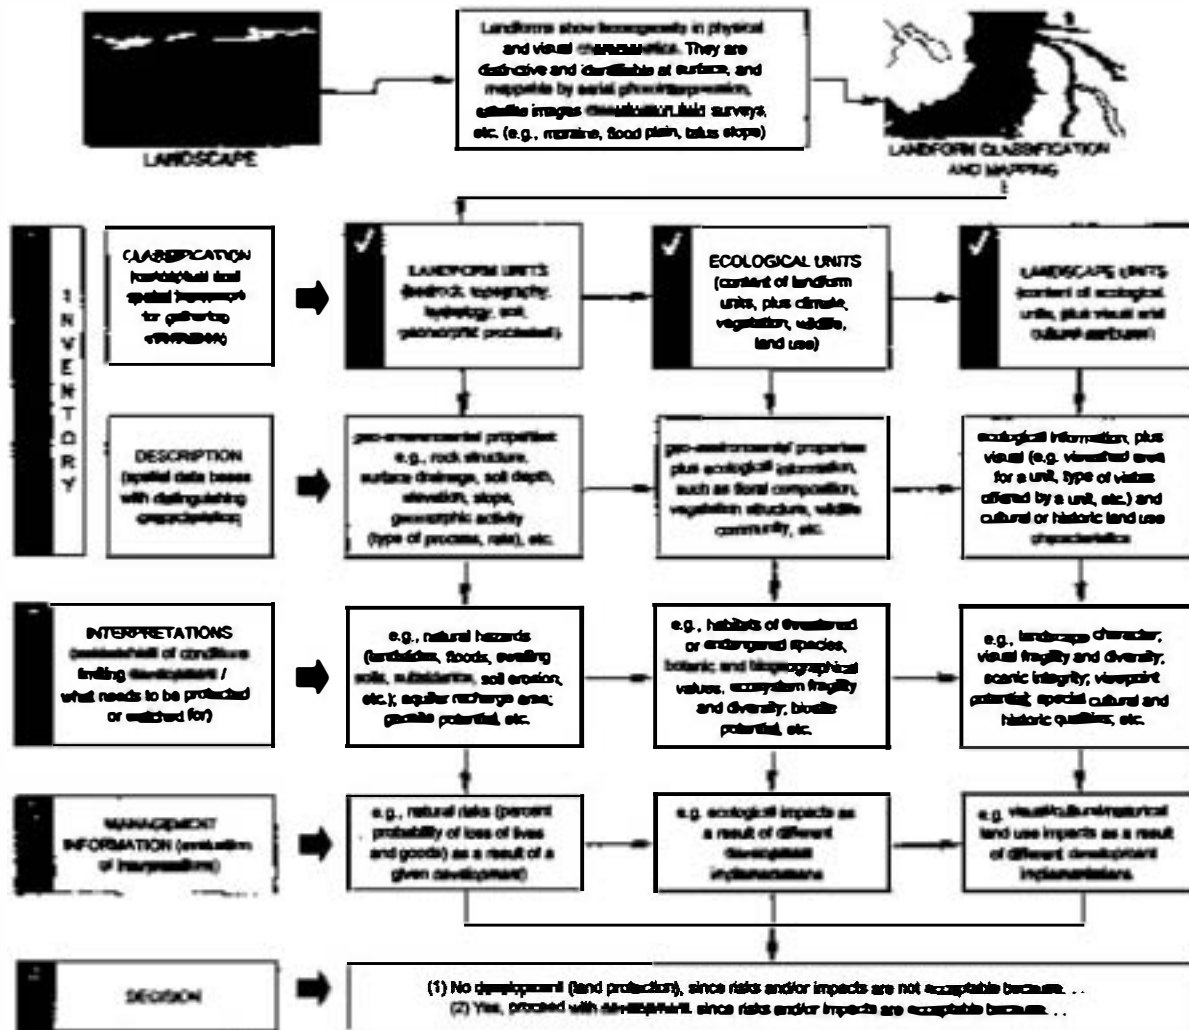 Landforms show homogeneity in physical
and visual characteristics. They are
distinctive and identifiable at surface, and
mappable by aerial photointerpretation,
satellite images classification, field surveys,
etc. (e.g., moraine, flood plain, talus slope)
LANDSCAPE
LANDFORM CLASSIFICATION
AND MAPPING
INVENTORY
CLASSIFICATION
for gathering
LANDFORM UNITS
(bedrock, topography,
hydrology, soil,
geomorphic processes)
ECOLOGICAL UNITS
(content of landform
units, plus climate,
vegetation, wildlife,
land use)
LANDSCAPE UNITS
(content of ecological
units, plus visual and
cultural attributes)
DESCRIPTION
(spatial data bases
with distinguishing
characteristics)
geo-environmental properties:
e.g., rock structure,
surface drainage, soil depth,
elevation, slope,
geomorphic activity
(type of process, rate), etc.
geo-environmental properties
plus ecological information,
such as floral composition,
vegetation structure, wildlife
community, etc.
ecological information, plus
visual (e.g. viewshed area
for a unit, type of vistas
offered by a unit, etc.) and
cultural or historic land use
characteristics
INTERPRETATIONS
(assessment of conditions
limiting development /
what needs to be protected
or watched for)
e.g., natural hazards
(landslides, floods, swelling
soils, subsidence, soil erosion,
etc.); aquifer recharge area;
geosite potential, etc.
e.g., habitats of threatened
or endangered species,
botanic and biogeographical
values, ecosystem fragility
and diversity; biosite
potential, etc.
e.g., landscape character;
visual fragility and diversity;
scenic integrity; viewpoint
potential; special cultural and
historic qualities; etc.
MANAGEMENT
INFORMATION (evaluation
of interpretations)
e.g., natural risks (percent
probability of loss of lives
and goods) as a result of a
given development)
e.g. ecological impacts as
a result of different
development
implementations
e.g. visual/cultural/historical
land use impacts as a result
of different development
implementations
DECISION
(1) No development (land protection), since risks and/or impacts are not acceptable because. . .
(2) Yes, proceed with development, since risks and/or impacts are acceptable because. . .